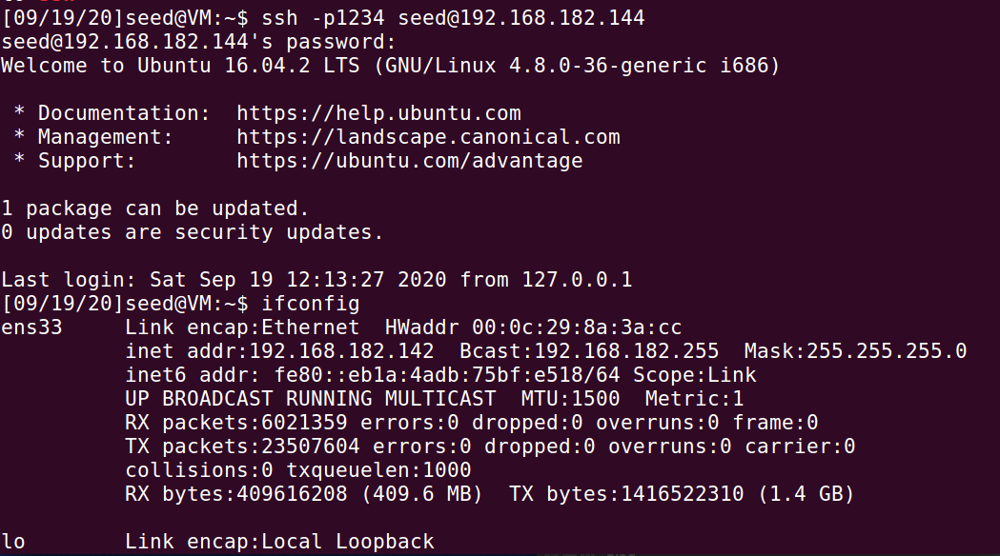 [09/19/20]seed@VM:~$ ssh -p1234 seed@192.168.182.144
seed@192.168.182.144's password:
Welcome to Ubuntu 16.04.2 LTS (GNU/Linux 4.8.0-36-generic i686)

 * Documentation:  https://help.ubuntu.com
 * Management:     https://landscape.canonical.com
 * Support:        https://ubuntu.com/advantage

1 package can be updated.
0 updates are security updates.

Last login: Sat Sep 19 12:13:27 2020 from 127.0.0.1
[09/19/20]seed@VM:~$ ifconfig
ens33     Link encap:Ethernet  HWaddr 00:0c:29:8a:3a:cc
          inet addr:192.168.182.142  Bcast:192.168.182.255  Mask:255.255.255.0
          inet6 addr: fe80::eb1a:4adb:75bf:e518/64 Scope:Link
          UP BROADCAST RUNNING MULTICAST  MTU:1500  Metric:1
          RX packets:6021359 errors:0 dropped:0 overruns:0 frame:0
          TX packets:23507604 errors:0 dropped:0 overruns:0 carrier:0
          collisions:0 txqueuelen:1000
          RX bytes:409616208 (409.6 MB)  TX bytes:1416522310 (1.4 GB)

lo        Link encap:Local Loopback